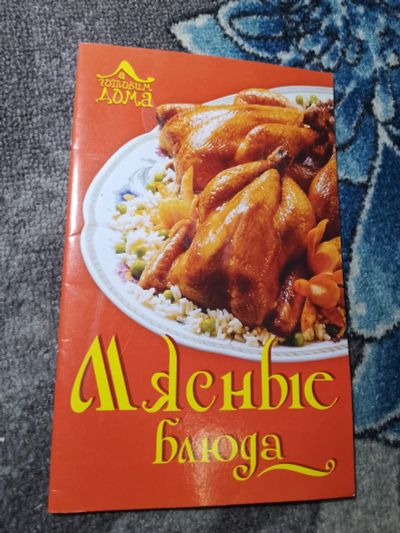 готовим
дома
Мясные
блюда